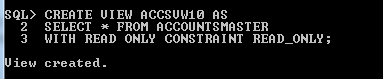 SQL> CREATE VIEW ACCSVW10 AS
2 SELECT * FROM ACCOUNTSMASTER
3 WITH READ ONLY CONSTRAINT READ_ONLY;
View created.